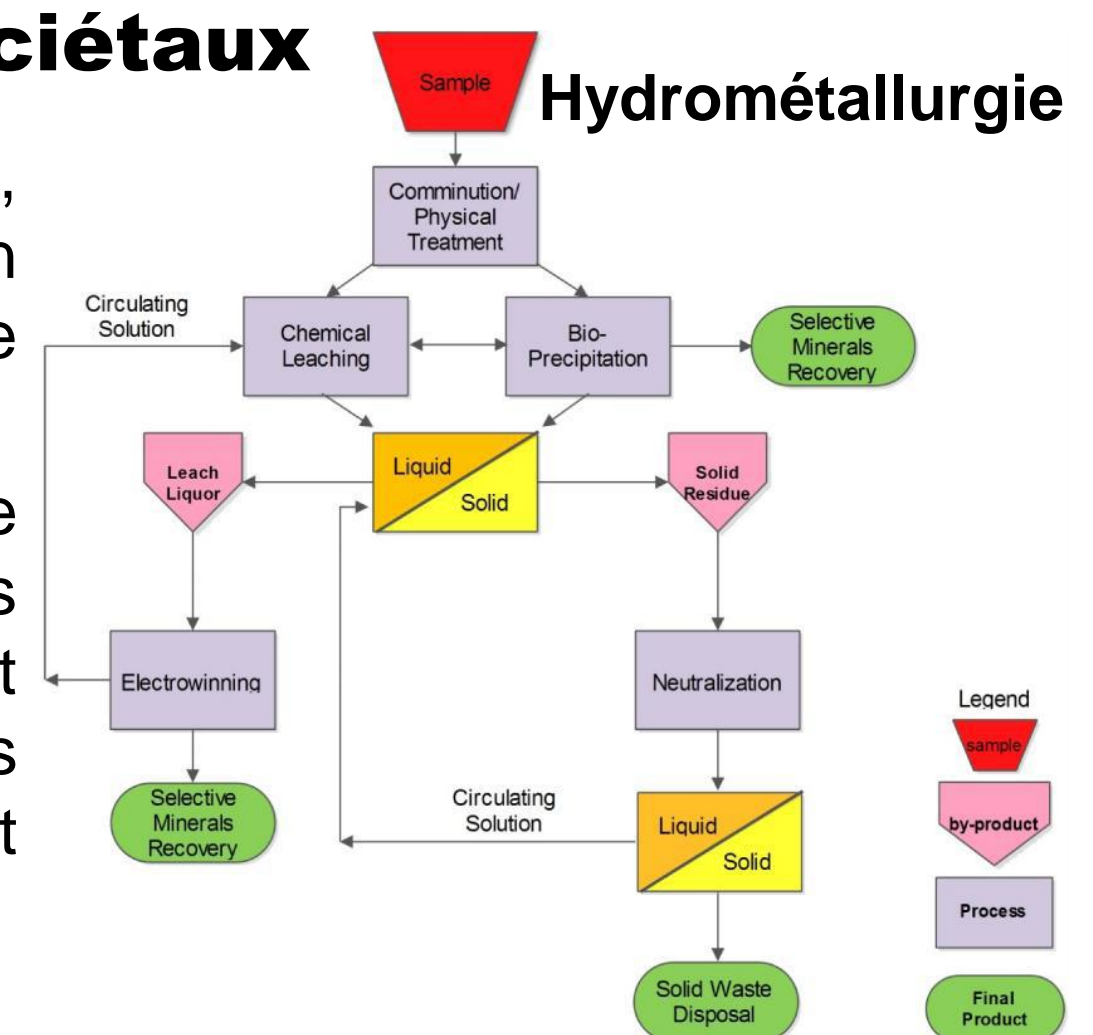 ciétaux
Hydrométallurgie
,
n
e
e
s
t
s
t
Sample
Comminution/
Physical
Treatment
Circulating
Solution
Chemical
Leaching
Bio-
Precipitation
Selective
Minerals
Recovery
Leach
Liquor
Liquid
Solid
Solid
Residue
Electrowinning
Neutralization
Selective
Minerals
Recovery
Circulating
Solution
Liquid
Solid
Solid Waste
Disposal
Legend
sample
by-product
Process
Final
Product